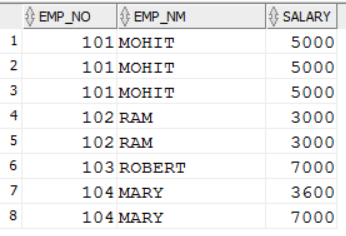 EMP_NO EMP_NM SALARY
1 101 MOHIT 5000
2 101 MOHIT 5000
3 101 MOHIT 5000
4 102 RAM 3000
5 102 RAM 3000
6 103 ROBERT 7000
7 104 MARY 3600
8 104 MARY 7000